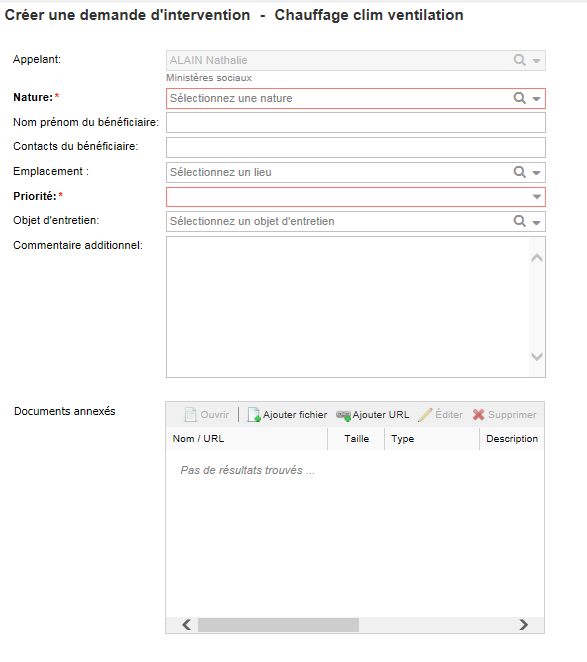 Créer une demande d'intervention - Chauffage clim ventilation
Appelant: ALAIN Nathalie
Ministères sociaux
Nature:* Sélectionnez une nature
Nom prénom du bénéficiaire:
Contacts du bénéficiaire:
Emplacement : Sélectionnez un lieu
Priorité:*
Objet d'entretien: Sélectionnez un objet d'entretien
Commentaire additionnel:
Documents annexés Ouvrir Ajouter fichier Ajouter URL Éditer Supprimer
Nom / URL Taille Type Description
Pas de résultats trouvés ...